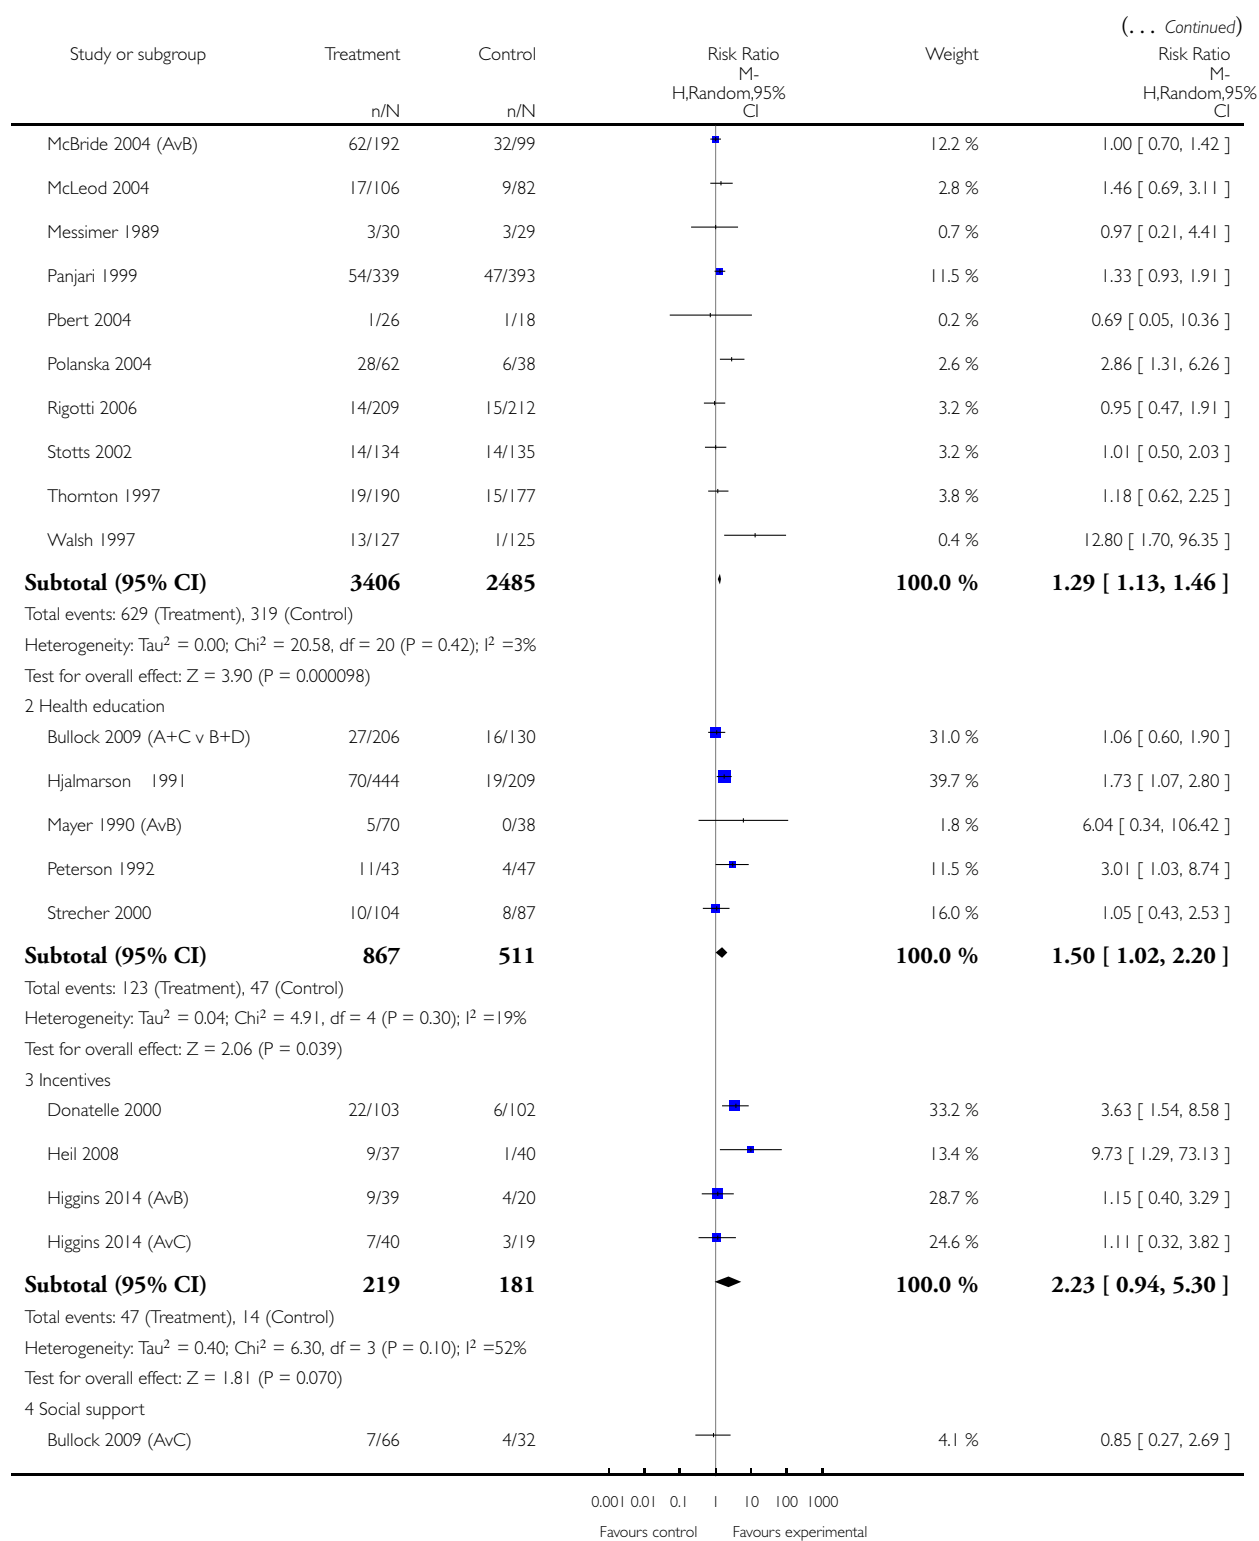 (... Continued)
Study or subgroup Treatment Control Risk Ratio Weight Risk Ratio
M- M-
H,Random,95% H,Random,95%
n/N n/N CI CI
McBride 2004 (AvB) 62/192 32/99 12.2 % 1.00 [ 0.70, 1.42 ]
McLeod 2004 17/106 9/82 2.8 % 1.46 [ 0.69, 3.11 ]
Messimer 1989 3/30 3/29 0.7 % 0.97 [ 0.21, 4.41 ]
Panjari 1999 54/339 47/393 11.5 % 1.33 [ 0.93, 1.91 ]
Pbert 2004 1/26 1/18 0.2 % 0.69 [ 0.05, 10.36 ]
Polanska 2004 28/62 6/38 2.6 % 2.86 [ 1.31, 6.26 ]
Rigotti 2006 14/209 15/212 3.2 % 0.95 [ 0.47, 1.91 ]
Stotts 2002 14/134 14/135 3.2 % 1.01 [ 0.50, 2.03 ]
Thornton 1997 19/190 15/177 3.8 % 1.18 [ 0.62, 2.25 ]
Walsh 1997 13/127 1/125 0.4 % 12.80 [ 1.70, 96.35 ]
Subtotal (95% CI) 3406 2485 100.0 % 1.29 [ 1.13, 1.46 ]
Total events: 629 (Treatment), 319 (Control)
Heterogeneity: Tau² = 0.00; Chi² = 20.58, df = 20 (P = 0.42); I² =3%
Test for overall effect: Z = 3.90 (P = 0.000098)
2 Health education
Bullock 2009 (A+C v B+D) 27/206 16/130 31.0 % 1.06 [ 0.60, 1.90 ]
Hjalmarson 1991 70/444 19/209 39.7 % 1.73 [ 1.07, 2.80 ]
Mayer 1990 (AvB) 5/70 0/38 1.8 % 6.04 [ 0.34, 106.42 ]
Peterson 1992 11/43 4/47 11.5 % 3.01 [ 1.03, 8.74 ]
Strecher 2000 10/104 8/87 16.0 % 1.05 [ 0.43, 2.53 ]
Subtotal (95% CI) 867 511 100.0 % 1.50 [ 1.02, 2.20 ]
Total events: 123 (Treatment), 47 (Control)
Heterogeneity: Tau² = 0.04; Chi² = 4.91, df = 4 (P = 0.30); I² =19%
Test for overall effect: Z = 2.06 (P = 0.039)
3 Incentives
Donatelle 2000 22/103 6/102 33.2 % 3.63 [ 1.54, 8.58 ]
Heil 2008 9/37 1/40 13.4 % 9.73 [ 1.29, 73.13 ]
Higgins 2014 (AvB) 9/39 4/20 28.7 % 1.15 [ 0.40, 3.29 ]
Higgins 2014 (AvC) 7/40 3/19 24.6 % 1.11 [ 0.32, 3.82 ]
Subtotal (95% CI) 219 181 100.0 % 2.23 [ 0.94, 5.30 ]
Total events: 47 (Treatment), 14 (Control)
Heterogeneity: Tau² = 0.40; Chi² = 6.30, df = 3 (P = 0.10); I² =52%
Test for overall effect: Z = 1.81 (P = 0.070)
4 Social support
Bullock 2009 (AvC) 7/66 4/32 4.1 % 0.85 [ 0.27, 2.69 ]
0.001 0.01 0.1 1 10 100 1000
Favours control Favours experimental